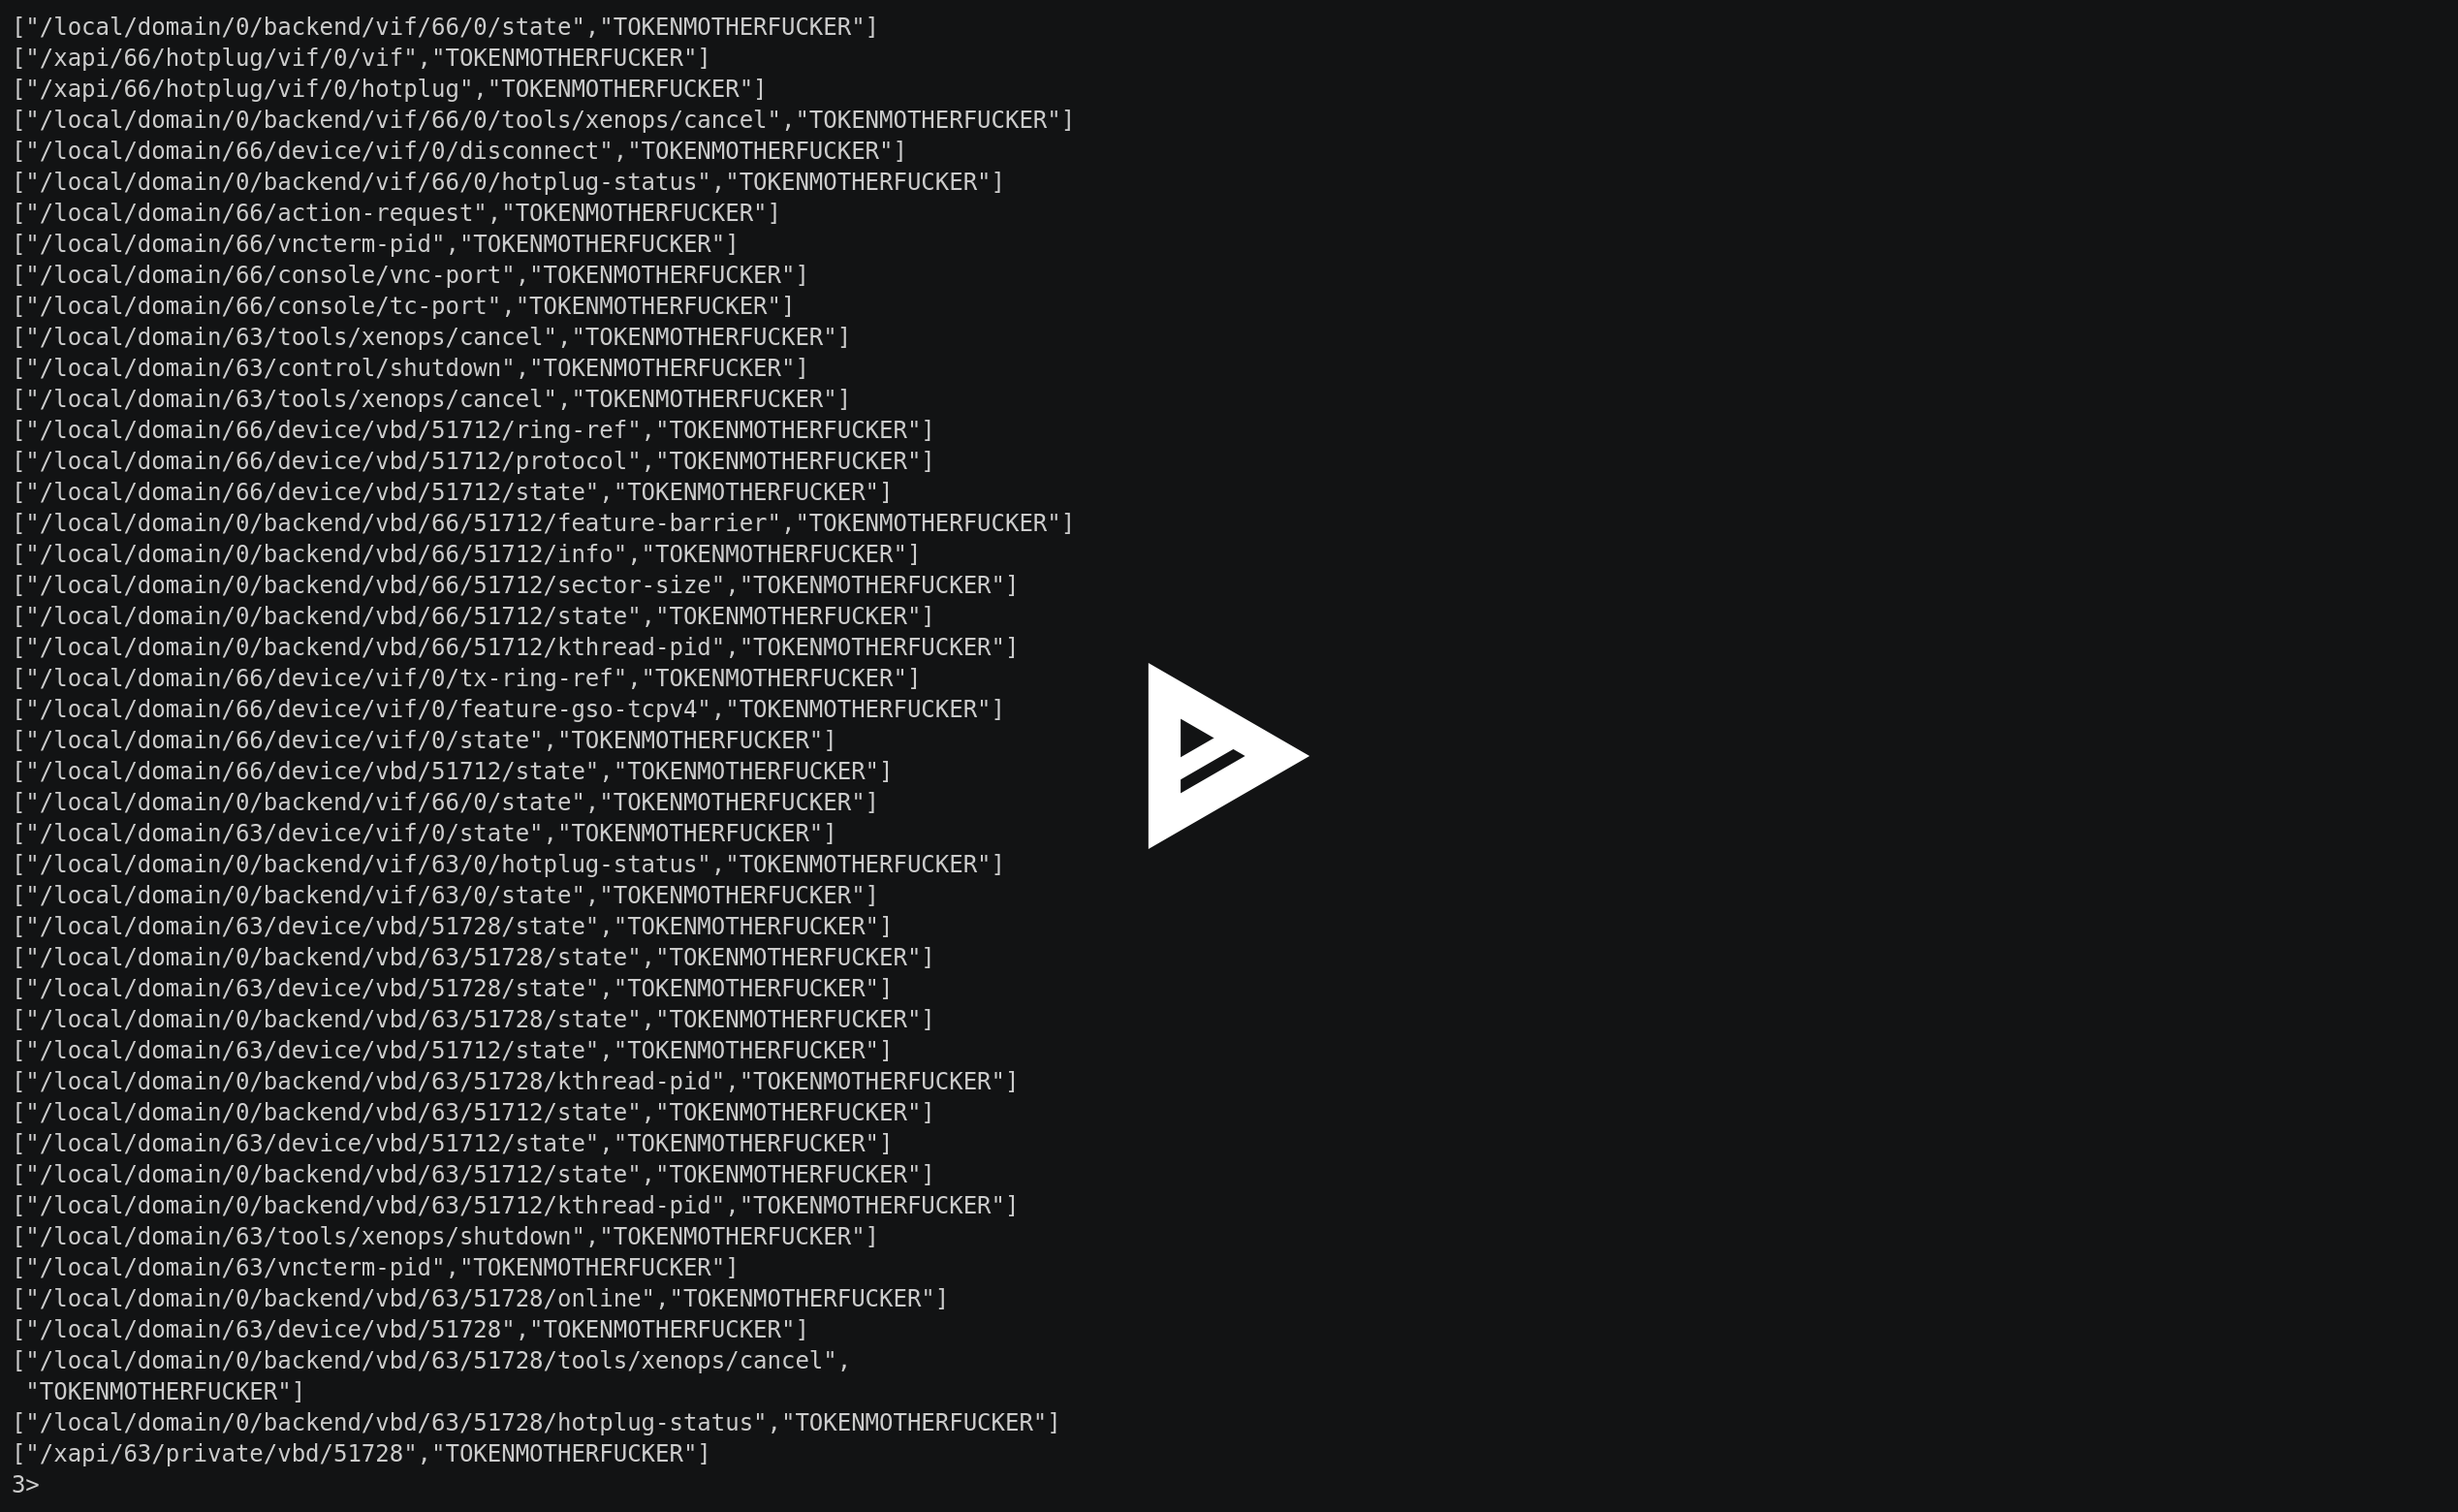 ["/local/domain/0/backend/vif/66/0/state","TOKENMOTHERFUCKER"]
["/xapi/66/hotplug/vif/0/vif","TOKENMOTHERFUCKER"]
["/xapi/66/hotplug/vif/0/hotplug","TOKENMOTHERFUCKER"]
["/local/domain/0/backend/vif/66/0/tools/xenops/cancel","TOKENMOTHERFUCKER"]
["/local/domain/66/device/vif/0/disconnect","TOKENMOTHERFUCKER"]
["/local/domain/0/backend/vif/66/0/hotplug-status","TOKENMOTHERFUCKER"]
["/local/domain/66/action-request","TOKENMOTHERFUCKER"]
["/local/domain/66/vncterm-pid","TOKENMOTHERFUCKER"]
["/local/domain/66/console/vnc-port","TOKENMOTHERFUCKER"]
["/local/domain/66/console/tc-port","TOKENMOTHERFUCKER"]
["/local/domain/63/tools/xenops/cancel","TOKENMOTHERFUCKER"]
["/local/domain/63/control/shutdown","TOKENMOTHERFUCKER"]
["/local/domain/63/tools/xenops/cancel","TOKENMOTHERFUCKER"]
["/local/domain/66/device/vbd/51712/ring-ref","TOKENMOTHERFUCKER"]
["/local/domain/66/device/vbd/51712/protocol","TOKENMOTHERFUCKER"]
["/local/domain/66/device/vbd/51712/state","TOKENMOTHERFUCKER"]
["/local/domain/0/backend/vbd/66/51712/feature-barrier","TOKENMOTHERFUCKER"]
["/local/domain/0/backend/vbd/66/51712/info","TOKENMOTHERFUCKER"]
["/local/domain/0/backend/vbd/66/51712/sector-size","TOKENMOTHERFUCKER"]
["/local/domain/0/backend/vbd/66/51712/state","TOKENMOTHERFUCKER"]
["/local/domain/0/backend/vbd/66/51712/kthread-pid","TOKENMOTHERFUCKER"]
["/local/domain/66/device/vif/0/tx-ring-ref","TOKENMOTHERFUCKER"]
["/local/domain/66/device/vif/0/feature-gso-tcpv4","TOKENMOTHERFUCKER"]
["/local/domain/66/device/vif/0/state","TOKENMOTHERFUCKER"]
["/local/domain/66/device/vbd/51712/state","TOKENMOTHERFUCKER"]
["/local/domain/0/backend/vif/66/0/state","TOKENMOTHERFUCKER"]
["/local/domain/63/device/vif/0/state","TOKENMOTHERFUCKER"]
["/local/domain/0/backend/vif/63/0/hotplug-status","TOKENMOTHERFUCKER"]
["/local/domain/0/backend/vif/63/0/state","TOKENMOTHERFUCKER"]
["/local/domain/63/device/vbd/51728/state","TOKENMOTHERFUCKER"]
["/local/domain/0/backend/vbd/63/51728/state","TOKENMOTHERFUCKER"]
["/local/domain/63/device/vbd/51728/state","TOKENMOTHERFUCKER"]
["/local/domain/0/backend/vbd/63/51728/state","TOKENMOTHERFUCKER"]
["/local/domain/63/device/vbd/51712/state","TOKENMOTHERFUCKER"]
["/local/domain/0/backend/vbd/63/51728/kthread-pid","TOKENMOTHERFUCKER"]
["/local/domain/0/backend/vbd/63/51712/state","TOKENMOTHERFUCKER"]
["/local/domain/63/device/vbd/51712/state","TOKENMOTHERFUCKER"]
["/local/domain/0/backend/vbd/63/51712/state","TOKENMOTHERFUCKER"]
["/local/domain/0/backend/vbd/63/51712/kthread-pid","TOKENMOTHERFUCKER"]
["/local/domain/63/tools/xenops/shutdown","TOKENMOTHERFUCKER"]
["/local/domain/63/vncterm-pid","TOKENMOTHERFUCKER"]
["/local/domain/0/backend/vbd/63/51728/online","TOKENMOTHERFUCKER"]
["/local/domain/63/device/vbd/51728","TOKENMOTHERFUCKER"]
["/local/domain/0/backend/vbd/63/51728/tools/xenops/cancel",
 "TOKENMOTHERFUCKER"]
["/local/domain/0/backend/vbd/63/51728/hotplug-status","TOKENMOTHERFUCKER"]
["/xapi/63/private/vbd/51728","TOKENMOTHERFUCKER"]
3>